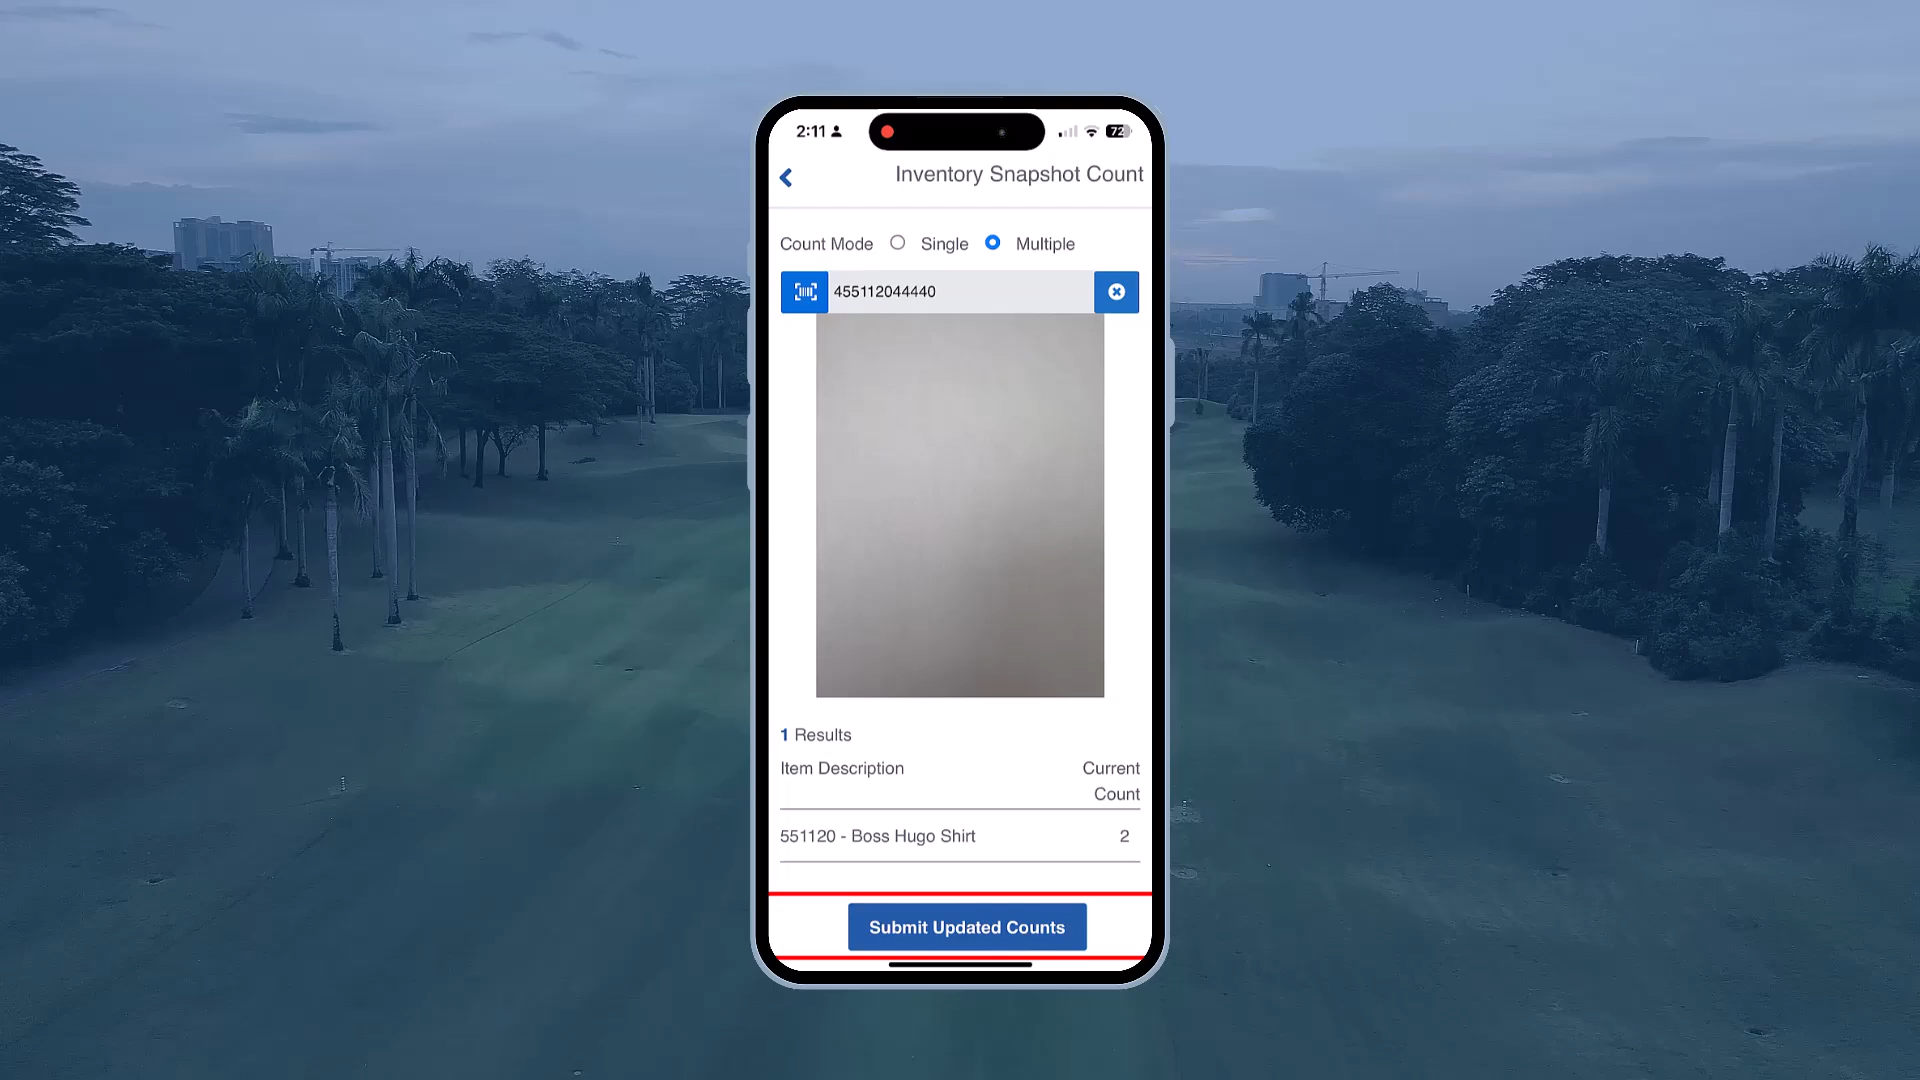 2:11
72
Inventory Snapshot Count
Count Mode Single Multiple
455112044440
1 Results
Item Description Current
Count
551120 - Boss Hugo Shirt 2
Submit Updated Counts